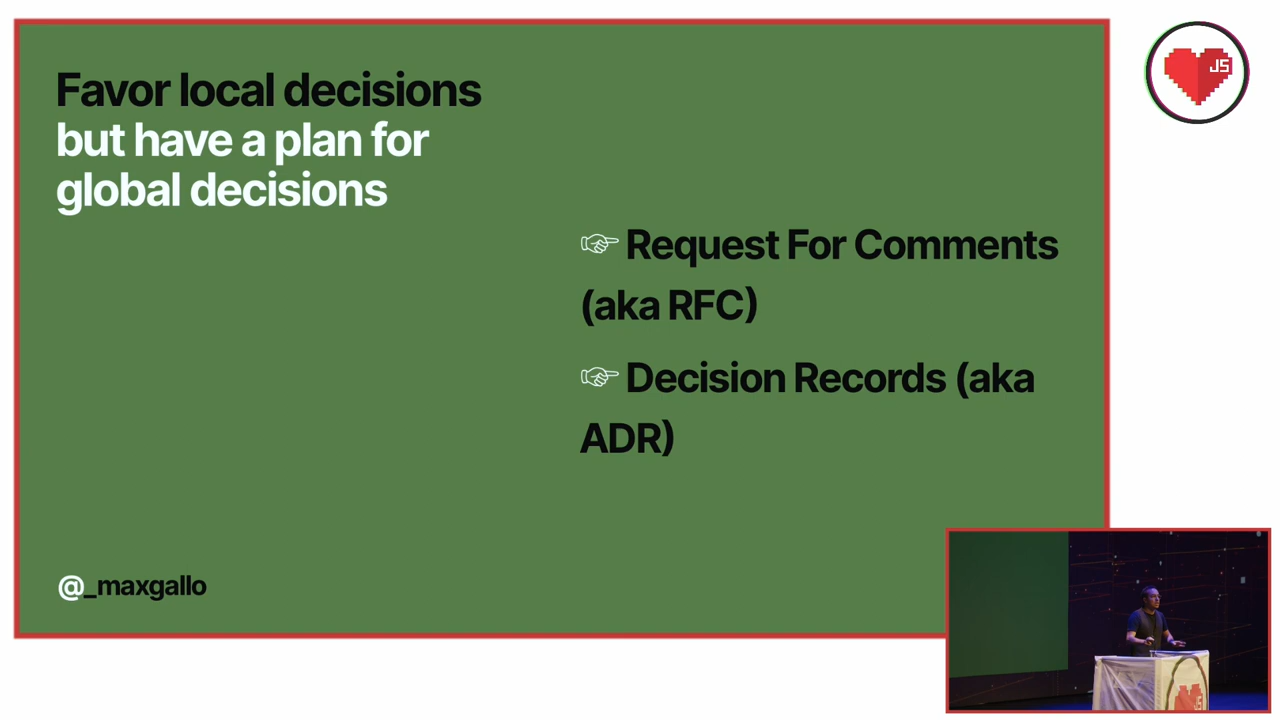 Favor local decisions
but have a plan for
global decisions
☞ Request For Comments
(aka RFC)
☞ Decision Records (aka
ADR)
@_maxgallo
JS
JS